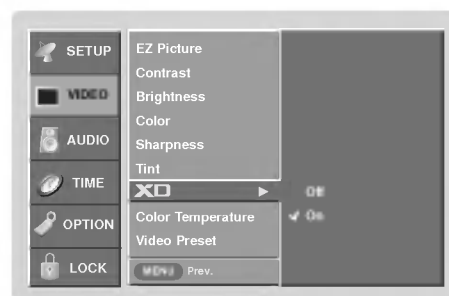 SETUP
VIDEO
AUDIO
TIME
OPTION
LOCK
EZ Picture
Contrast
Brightness
Color
Sharpness
Tint
XD
Color Temperature
Video Preset
MENU Prev.
Off
On